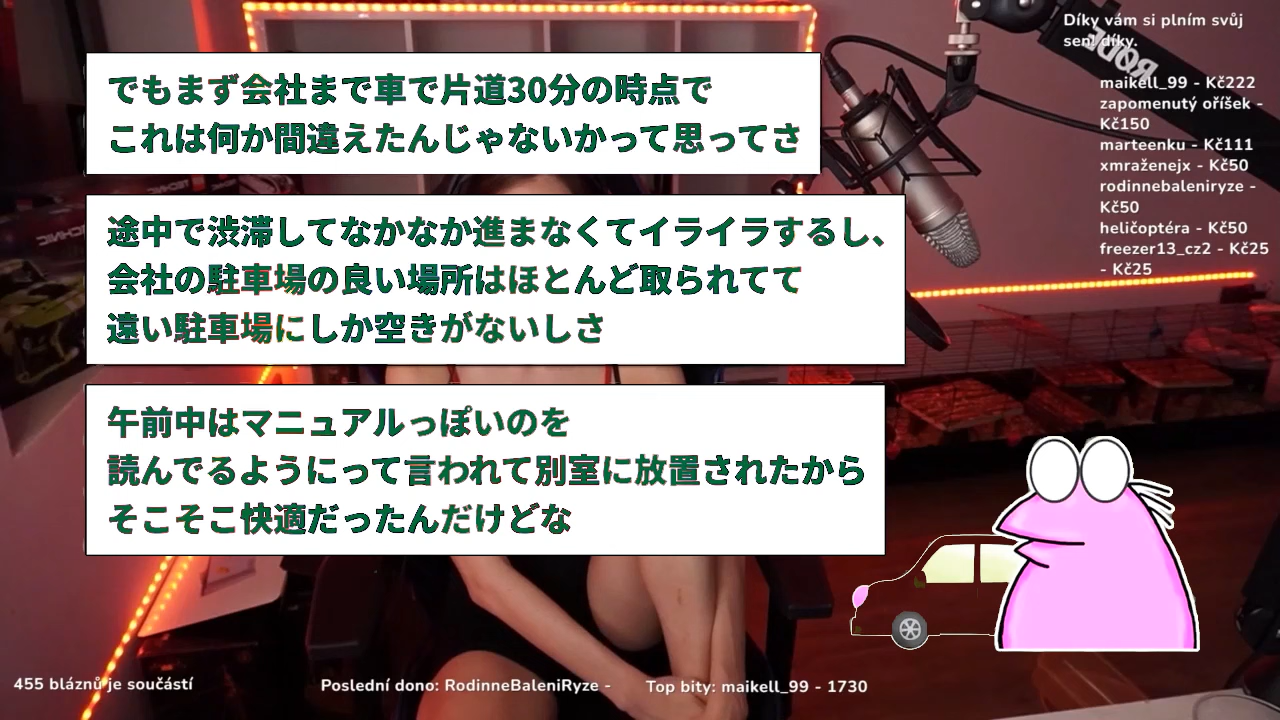 でもまず会社まで車で片道30分の時点で
これは何か間違えたんじゃないかって思ってさ
途中で渋滞してなかなか進まなくてイライラするし、
会社の駐車場の良い場所はほとんど取られてて
遠い駐車場にしか空きがないしさ
午前中はマニュアルっぽいのを
読んでるようにって言われて別室に放置されたから
そこそこ快適だったんだけどな
Díky vám si plním svůj
sen! díky.
RØDE
maikell_99 - Kč222
zapomenutý oříšek -
Kč150
marteenku - Kč111
xmraženejx - Kč50
rodinnebaleniryze -
Kč50
heličoptéra - Kč50
freezer13_cz2 - Kč25
- Kč25
455 bláznů je součástí
Poslední dono: RodinneBaleniRyze -
Top bity: maikell_99 - 1730